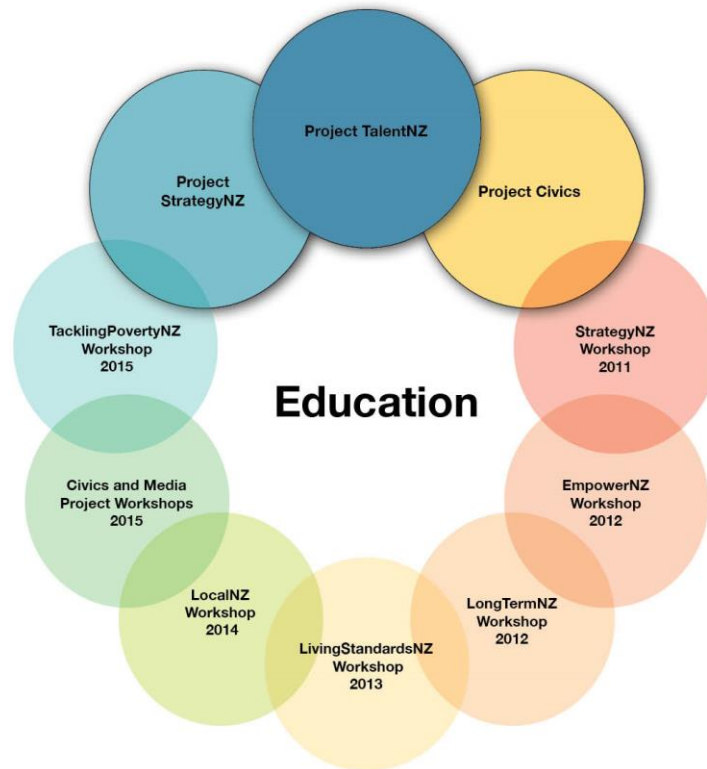 Project TalentNZ
Project
StrategyNZ
Project Civics
TacklingPovertyNZ
Workshop
2015
StrategyNZ
Workshop
2011
Education
Civics and Media
Project Workshops
2015
EmpowerNZ
Workshop
2012
LocalNZ
Workshop
2014
LongTermNZ
Workshop
2012
LivingStandardsNZ
Workshop
2013